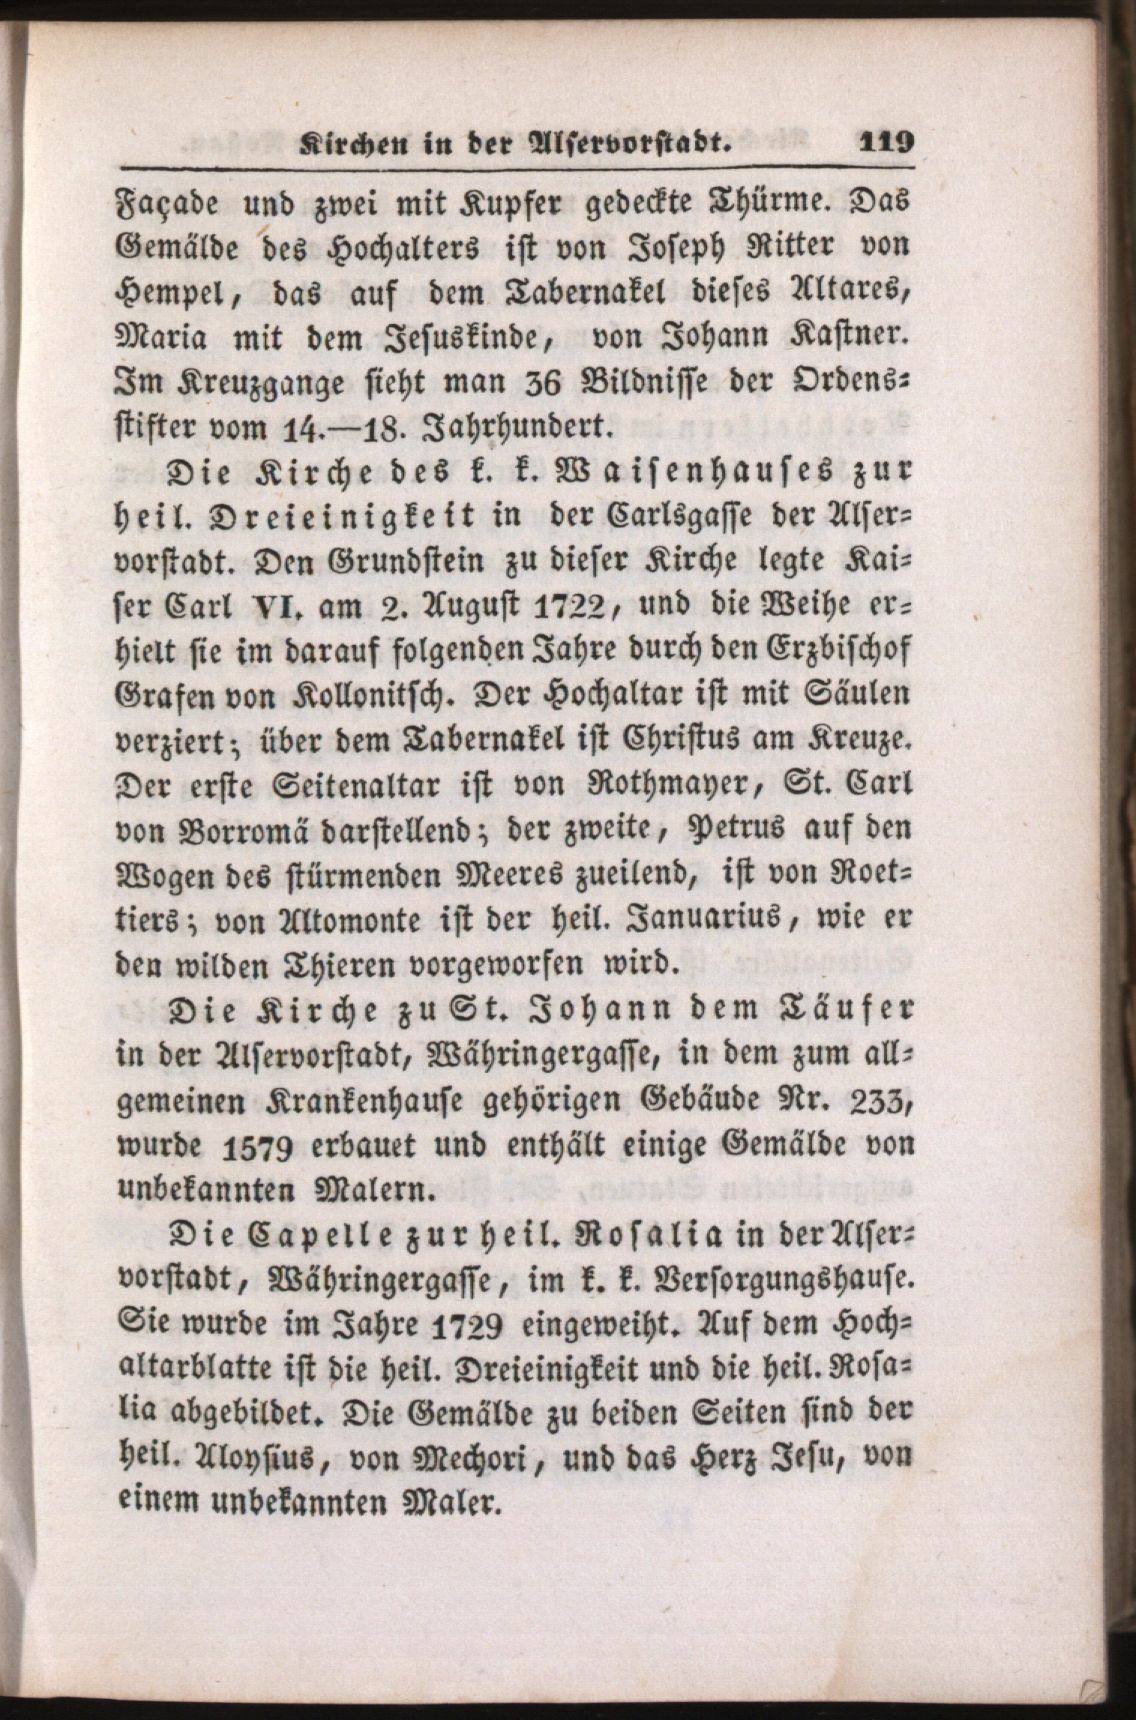 Kirchen in der Alservorstadt. 119
Façade und zwei mit Kupfer gedeckte Thürme. Das
Gemälde des Hochalters ist von Joseph Ritter von
Hempel, das auf dem Tabernakel dieses Altares,
Maria mit dem Jesuskinde, von Johann Kastner.
Im Kreuzgange sieht man 36 Bildnisse der Ordens-
stifter vom 14.—18. Jahrhundert.
Die Kirche des k. k. Waisenhauses zur
heil. Dreieinigkeit in der Carlsgasse der Alser-
vorstadt. Den Grundstein zu dieser Kirche legte Kai-
ser Carl VI. am 2. August 1722, und die Weihe er-
hielt sie im darauf folgenden Jahre durch den Erzbischof
Grafen von Kollonitsch. Der Hochaltar ist mit Säulen
verziert; über dem Tabernakel ist Christus am Kreuze.
Der erste Seitenaltar ist von Rothmayer, St. Carl
von Borromä darstellend; der zweite, Petrus auf den
Wogen des stürmenden Meeres zueilend, ist von Roet-
tiers; von Altomonte ist der heil. Januarius, wie er
den wilden Thieren vorgeworfen wird.
Die Kirche zu St. Johann dem Täufer
in der Alservorstadt, Währingergasse, in dem zum all-
gemeinen Krankenhause gehörigen Gebäude Nr. 233,
wurde 1579 erbauet und enthält einige Gemälde von
unbekannten Malern.
Die Capelle zur heil. Rosalia in der Alser-
vorstadt, Währingergasse, im k. k. Versorgungshause.
Sie wurde im Jahre 1729 eingeweiht. Auf dem Hoch-
altarblatte ist die heil. Dreieinigkeit und die heil. Rosa-
lia abgebildet. Die Gemälde zu beiden Seiten sind der
heil. Aloysius, von Mechori, und das Herz Jesu, von
einem unbekannten Maler.